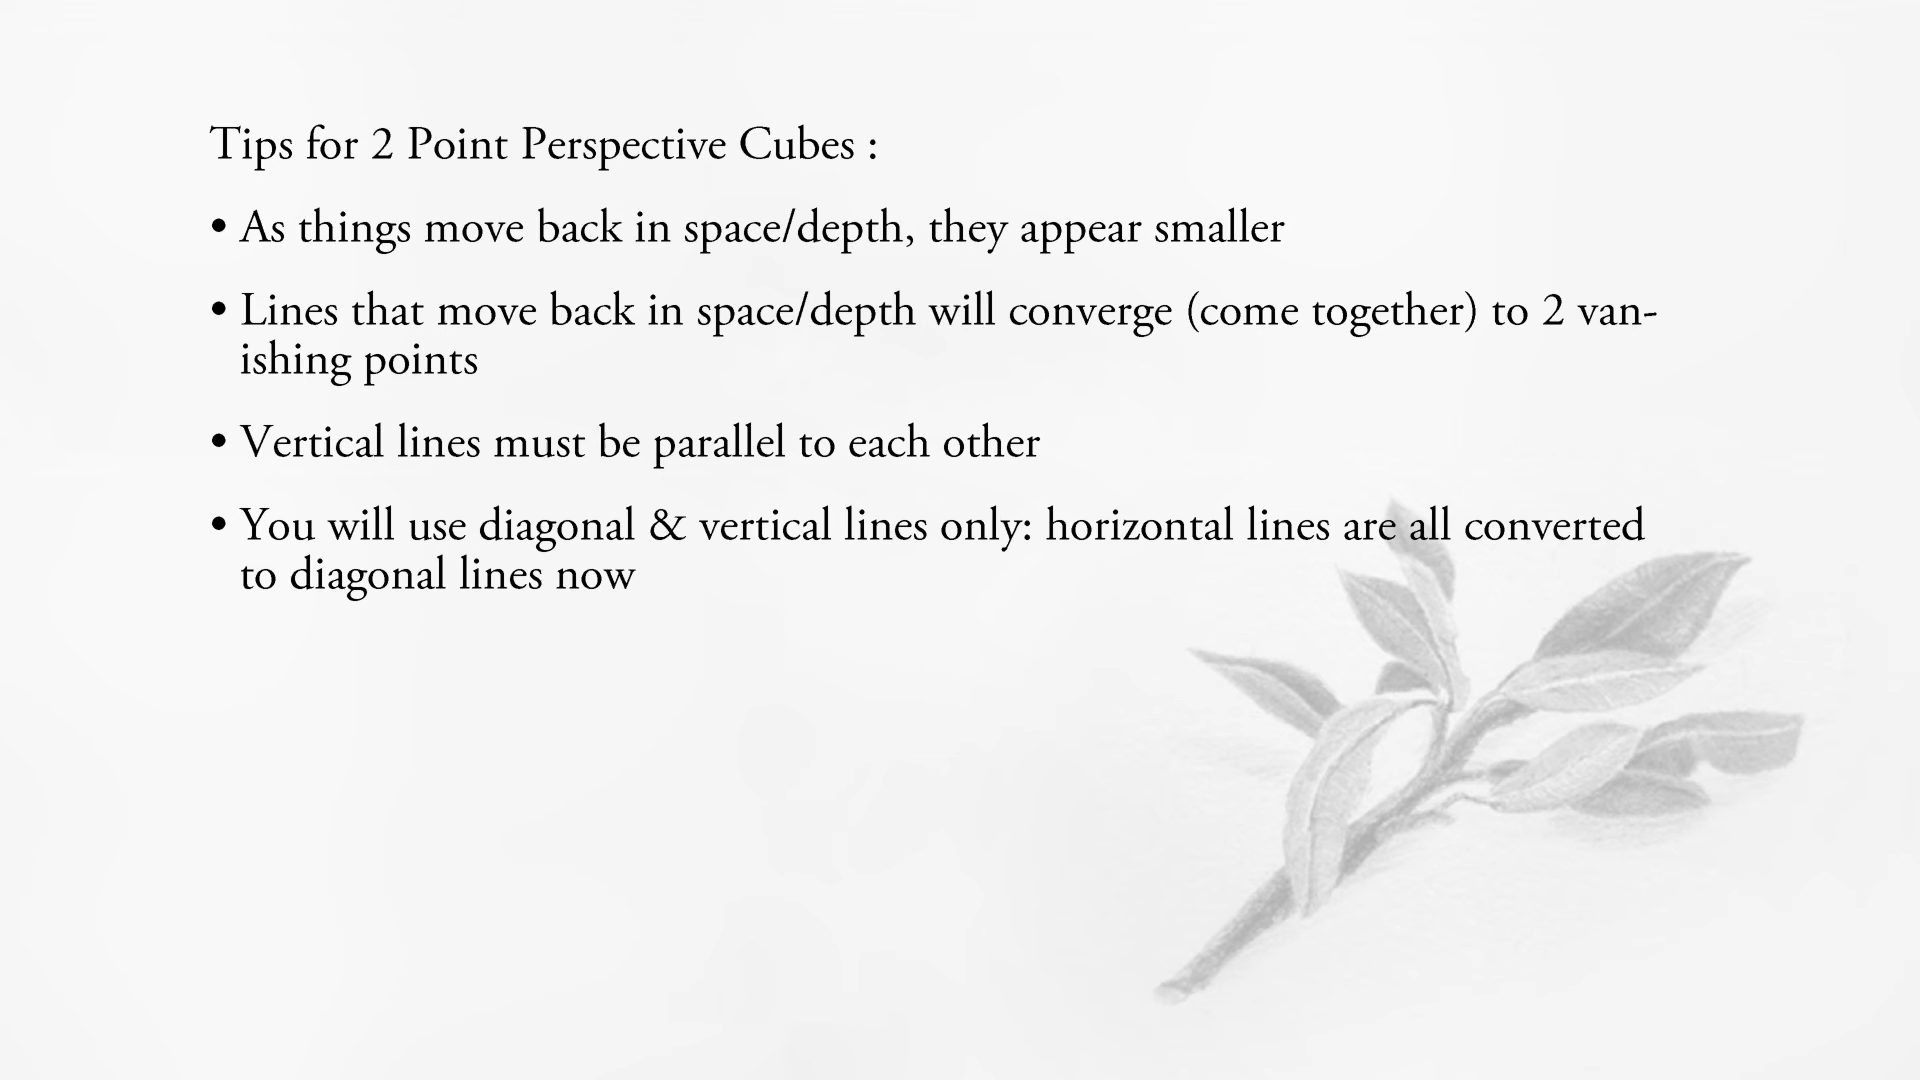 Tips for 2 Point Perspective Cubes :
• As things move back in space/depth, they appear smaller
• Lines that move back in space/depth will converge (come together) to 2 van-
ishing points
• Vertical lines must be parallel to each other
• You will use diagonal & vertical lines only: horizontal lines are all converted
to diagonal lines now